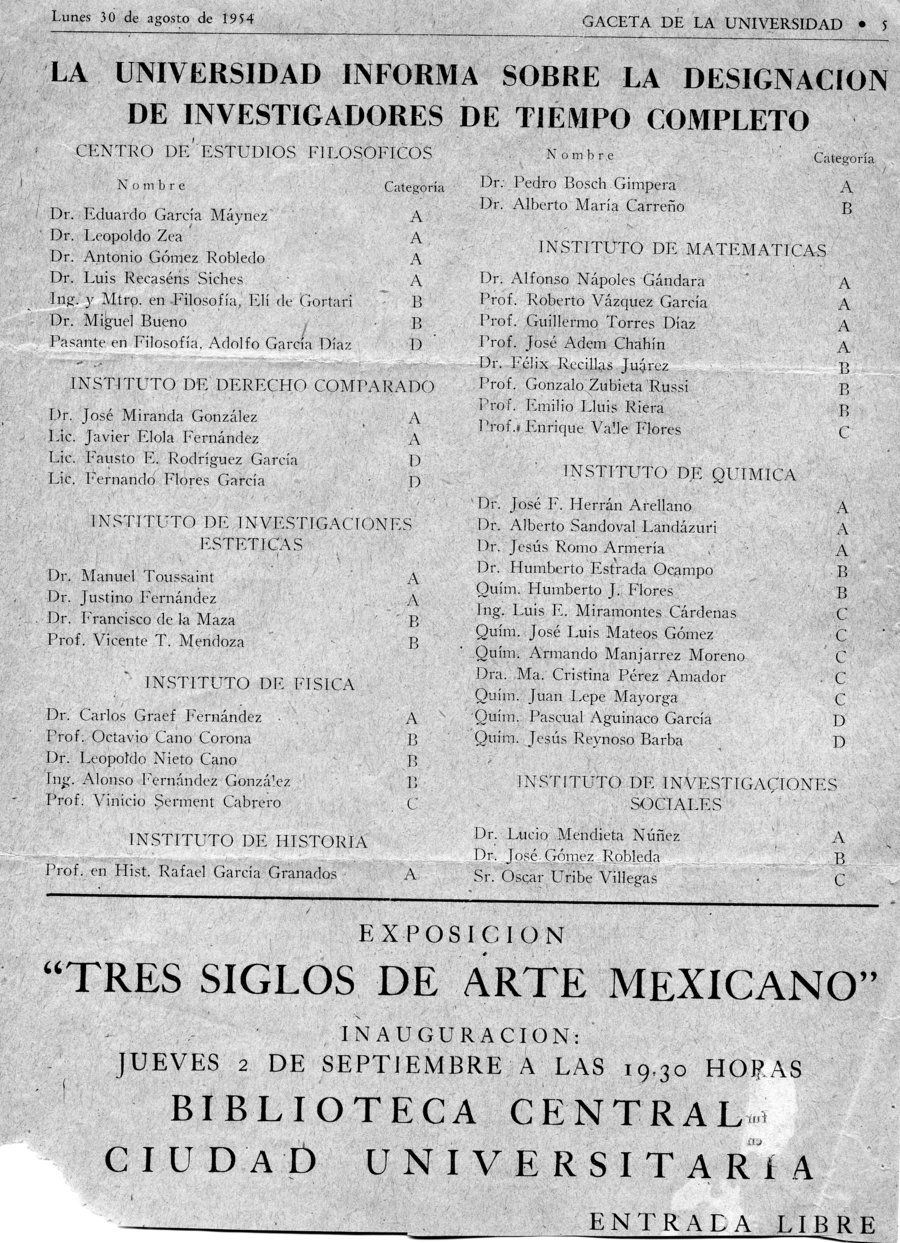 Lunes 30 de agosto de 1954
GACETA DE LA UNIVERSIDAD • 5
LA UNIVERSIDAD INFORMA SOBRE LA DESIGNACION
DE INVESTIGADORES DE TIEMPO COMPLETO
CENTRO DE ESTUDIOS FILOSOFICOS
Nombre Categoría
Dr. Eduardo García Máynez A
Dr. Leopoldo Zea A
Dr. Antonio Gómez Robledo A
Dr. Luis Recaséns Siches A
Ing. y Mtro. en Filosofía, Elí de Gortari B
Dr. Miguel Bueno B
Pasante en Filosofía, Adolfo García Díaz D
INSTITUTO DE DERECHO COMPARADO
Dr. José Miranda González A
Lic. Javier Elola Fernández A
Lic. Fausto E. Rodríguez García D
Lic. Fernando Flores García D
INSTITUTO DE INVESTIGACIONES
ESTETICAS
Dr. Manuel Toussaint A
Dr. Justino Fernández A
Dr. Francisco de la Maza B
Prof. Vicente T. Mendoza B
INSTITUTO DE FISICA
Dr. Carlos Graef Fernández A
Prof. Octavio Cano Corona B
Dr. Leopoldo Nieto Cano B
Ing. Alonso Fernández González B
Prof. Vinicio Serment Cabrero C
INSTITUTO DE HISTORIA
Prof. en Hist. Rafael García Granados A
Nombre Categoría
Dr. Pedro Bosch Gimpera A
Dr. Alberto María Carreño B
INSTITUTO DE MATEMATICAS
Dr. Alfonso Nápoles Gándara A
Prof. Roberto Vázquez García A
Prof. Guillermo Torres Díaz A
Prof. José Adem Chahín A
Dr. Félix Recillas Juárez B
Prof. Gonzalo Zubieta Russi B
Prof. Emilio Lluis Riera B
Prof. Enrique Valle Flores C
INSTITUTO DE QUIMICA
Dr. José F. Herrán Arellano A
Dr. Alberto Sandoval Landázuri A
Dr. Jesús Romo Armería A
Dr. Humberto Estrada Ocampo B
Quím. Humberto J. Flores B
Ing. Luis E. Miramontes Cárdenas C
Quím. José Luis Mateos Gómez C
Quím. Armando Manjarrez Moreno C
Dra. Ma. Cristina Pérez Amador C
Quím. Juan Lepe Mayorga C
Quím. Pascual Aguinaco García D
Quím. Jesús Reynoso Barba D
INSTITUTO DE INVESTIGACIONES
SOCIALES
Dr. Lucio Mendieta Núñez A
Dr. José Gómez Robleda B
Sr. Oscar Uribe Villegas C
EXPOSICION
“TRES SIGLOS DE ARTE MEXICANO”
INAUGURACION:
JUEVES 2 DE SEPTIEMBRE A LAS 19.30 HORAS
BIBLIOTECA CENTRAL
CIUDAD UNIVERSITARIA
ENTRADA LIBRE